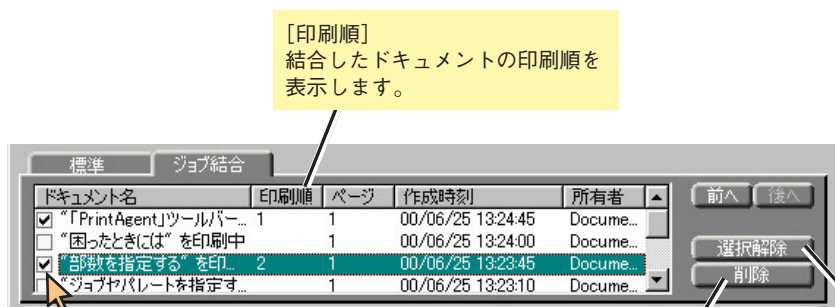 [印刷順]
結合したドキュメントの印刷順を
表示します。
標準 ジョブ結合
ドキュメント名 印刷順 ページ 作成時刻 所有者 前へ 後へ
"「PrintAgent」ツールバー... 1 1 00/06/25 13:24:45 Docume...
"困ったときには" を印刷中 1 00/06/25 13:24:00 Docume...
選択解除
"部数を指定する" を印... 2 1 00/06/25 13:23:45 Docume...
"ジョブセパレートを指定す... 1 00/06/25 13:23:10 Docume...
削除